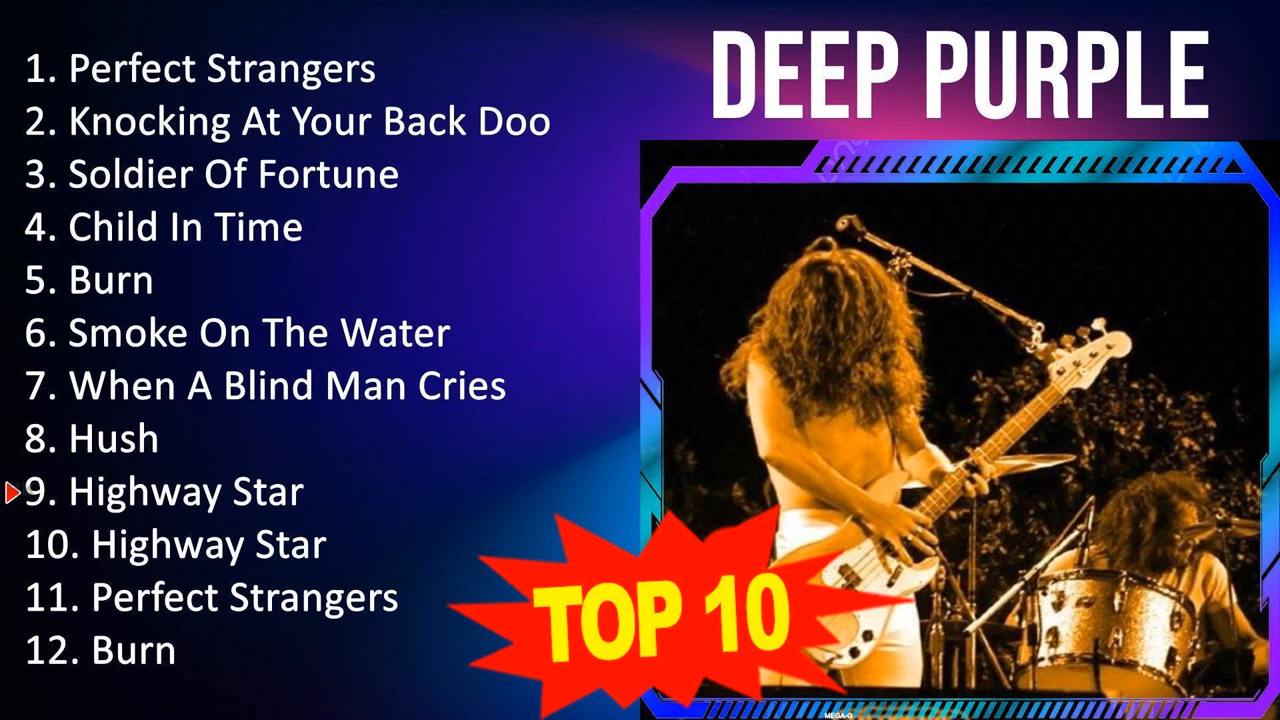 DEEP PURPLE
1. Perfect Strangers
2. Knocking At Your Back Doo
3. Soldier Of Fortune
4. Child In Time
5. Burn
6. Smoke On The Water
7. When A Blind Man Cries
8. Hush
9. Highway Star
10. Highway Star
11. Perfect Strangers
12. Burn
TOP 10